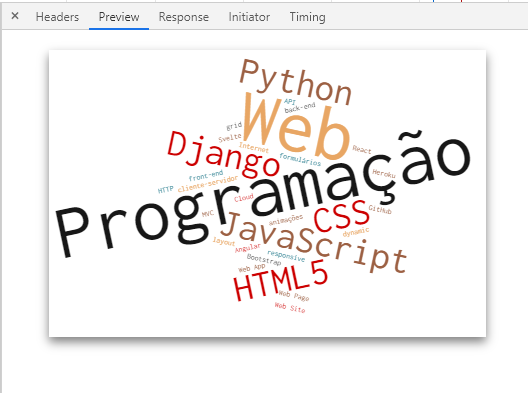 × Headers Preview Response Initiator Timing
Python
API
back-end
Web
grid
Svelte
Internet
formulários
React
Django
Heroku
front-end
HTTP
cliente-servidor
Programação
Cloud
MVC
GitHub
CSS
animações
JavaScript
dynamic
layout
Angular
responsive
Bootstrap
Web App
HTML5
Web Page
Web Site